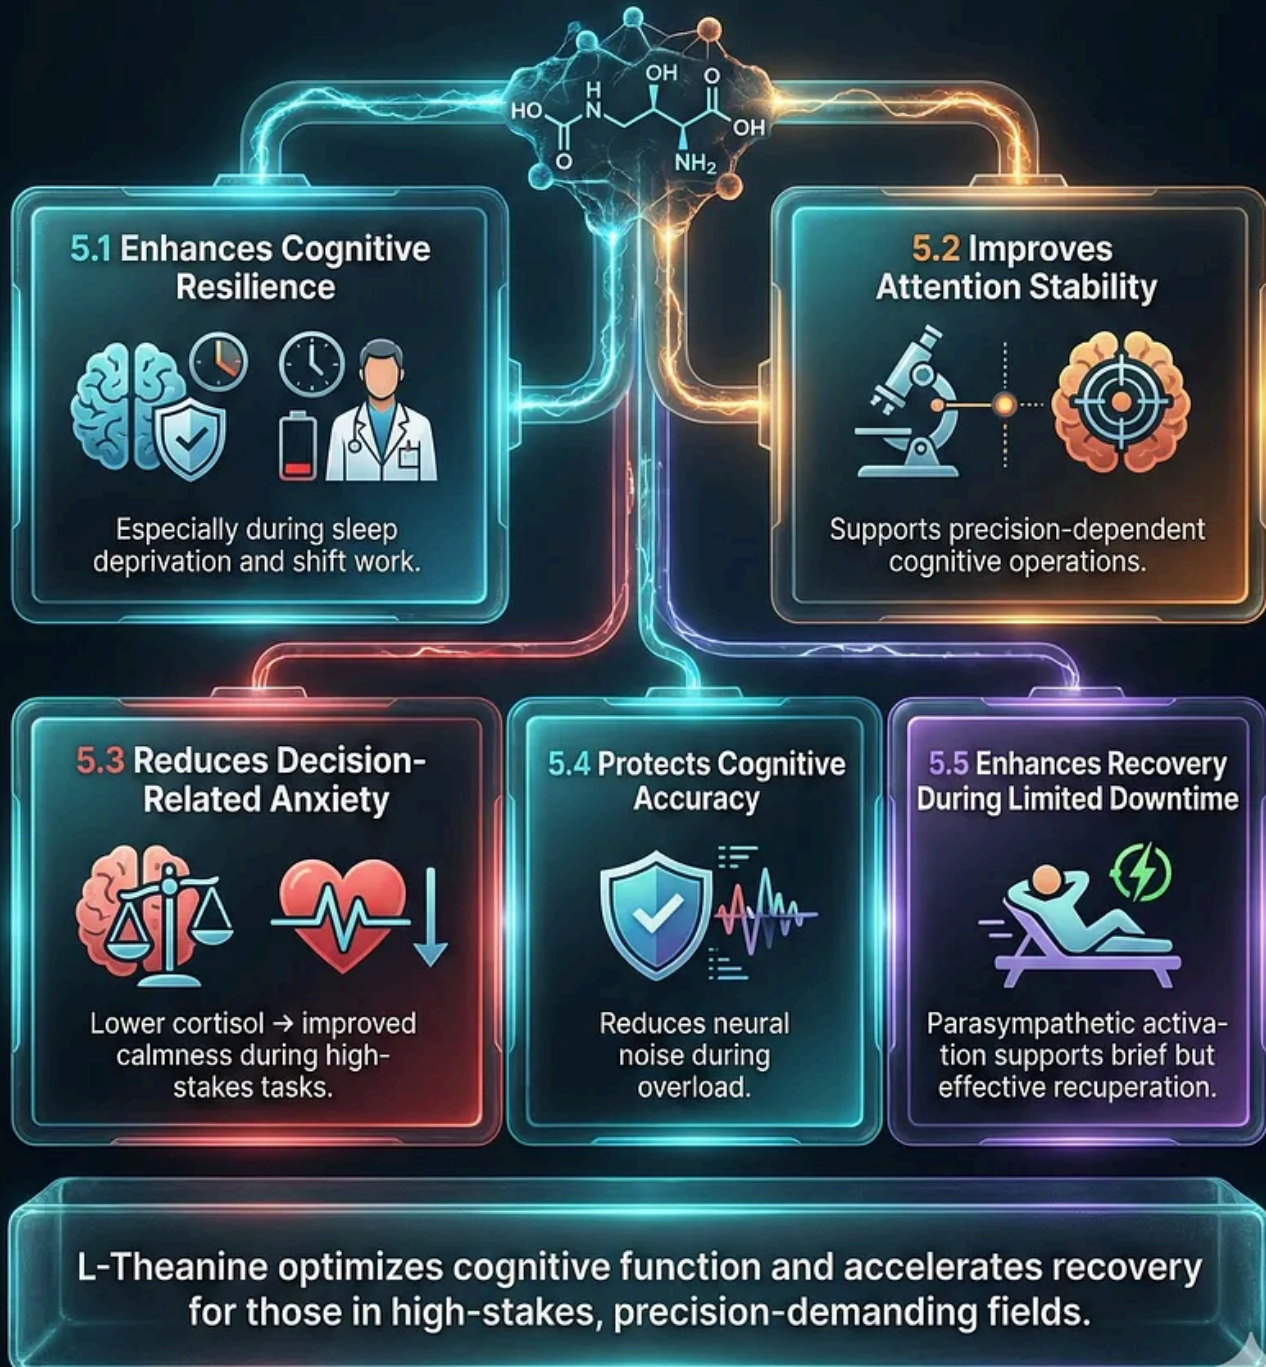 OH
O
H
N
HO
OH
O
NH₂
5.1 Enhances Cognitive
Resilience
Especially during sleep
deprivation and shift work.
5.2 Improves
Attention Stability
Supports precision-dependent
cognitive operations.
5.3 Reduces Decision-
Related Anxiety
Lower cortisol → improved
calmness during high-
stakes tasks.
5.4 Protects Cognitive
Accuracy
Reduces neural
noise during
overload.
5.5 Enhances Recovery
During Limited Downtime
Parasympathetic activa-
tion supports brief but
effective recuperation.
L-Theanine optimizes cognitive function and accelerates recovery
for those in high-stakes, precision-demanding fields.